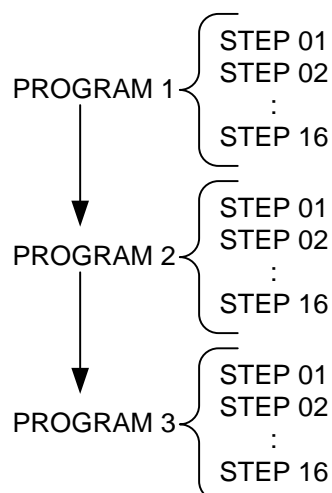 STEP 01
STEP 02
PROGRAM 1
:
STEP 16
STEP 01
STEP 02
PROGRAM 2
:
STEP 16
STEP 01
STEP 02
PROGRAM 3
:
STEP 16